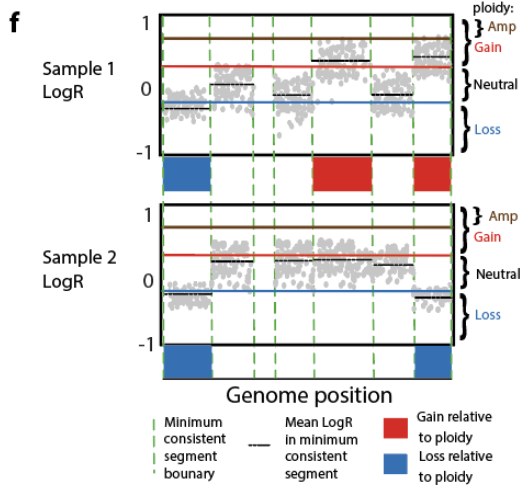 f
ploidy:
1
Amp
Gain
Sample 1
LogR
0
Neutral
Loss
-1
1
Amp
Gain
Sample 2
LogR
0
Neutral
Loss
-1
Genome position
Minimum
consistent
segment
bounary
Mean LogR
in minimum
consistent
segment
Gain relative
to ploidy
Loss relative
to ploidy